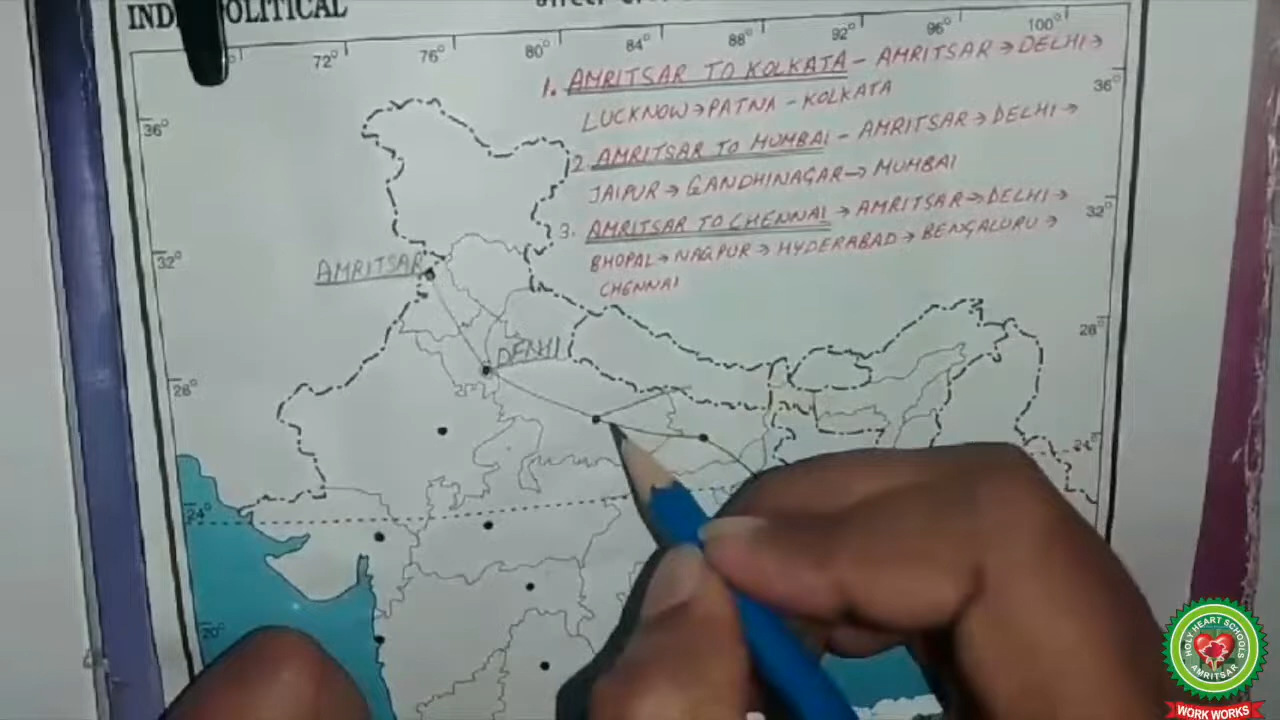 IND POLITICAL
72° 76° 80° 84° 88° 92° 96° 100°
1. AMRITSAR TO KOLKATA - AMRITSAR → DELHI →
LUCKNOW → PATNA - KOLKATA
2. AMRITSAR TO MUMBAI - AMRITSAR → DELHI →
JAIPUR → GANDHINAGAR → MUMBAI
3. AMRITSAR TO CHENNAI → AMRITSAR → DELHI →
BHOPAL → NAGPUR → HYDERABAD → BENGALURU →
CHENNAI
36° 36°
32° 32°
AMRITSAR
28° 28°
DELHI
24° 24°
20°
HOLY HEART SCHOOLS
AMRITSAR
WORK WORKS